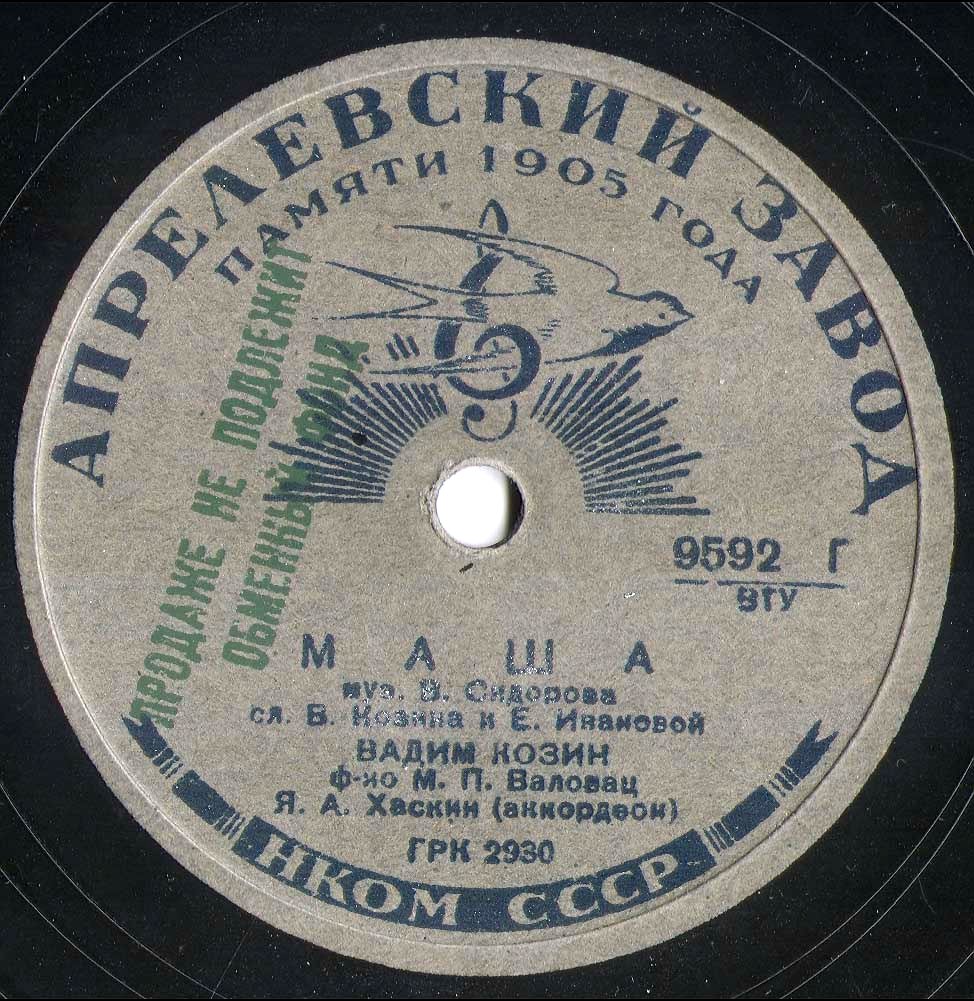 АПРЕЛЕВСКИЙ ЗАВОД
ПАМЯТИ 1905 ГОДА
ПРОДАЖЕ НЕ ПОДЛЕЖИТ
ОБМЕННЫЙ ФОНД
9592 Г
ВТУ
МАША
муз. В. Сидорова
сл. В. Козина и Е. Ивановой
ВАДИМ КОЗИН
ф-но М. П. Валовац
Я. А. Хаскин (аккордеон)
ГРК 2930
НКОМ СССР